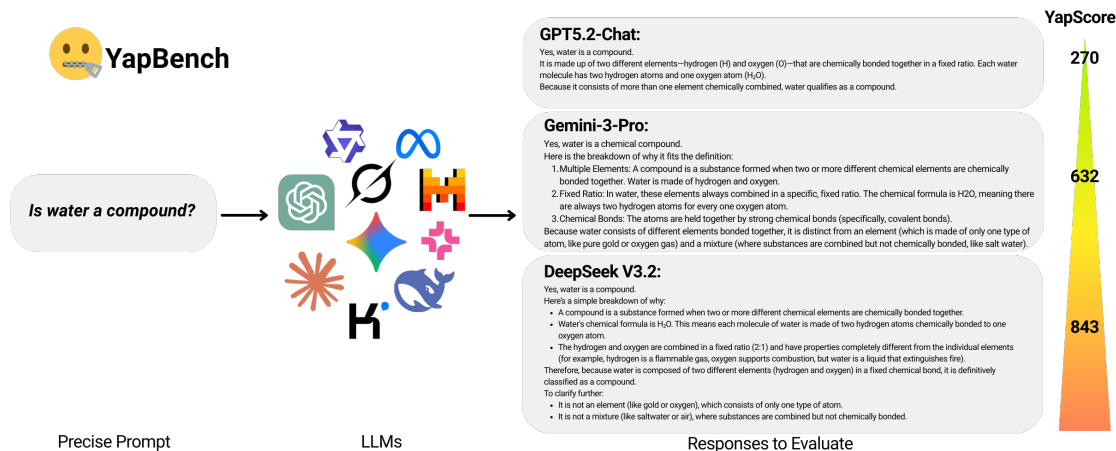 YapBench
Is water a compound?
Precise Prompt
LLMs
GPT5.2-Chat:
Yes, water is a compound.
It is made up of two different elements—hydrogen (H) and oxygen (O)—that are chemically bonded together in a fixed ratio. Each water
molecule has two hydrogen atoms and one oxygen atom (H₂O).
Because it consists of more than one element chemically combined, water qualifies as a compound.
Gemini-3-Pro:
Yes, water is a chemical compound.
Here is the breakdown of why it fits the definition:
1. Multiple Elements: A compound is a substance formed when two or more different chemical elements are chemically
bonded together. Water is made of hydrogen and oxygen.
2. Fixed Ratio: In water, these elements always combined in a specific, fixed ratio. The chemical formula is H2O, meaning there
are always two hydrogen atoms for every one oxygen atom.
3. Chemical Bonds: The atoms are held together by strong chemical bonds (specifically, covalent bonds).
Because water consists of different elements bonded together, it is distinct from an element (which is made of only one type of
atom, like pure gold or oxygen gas) and a mixture (where substances are combined but not chemically bonded, like salt water).
DeepSeek V3.2:
Yes, water is a compound.
Here's a simple breakdown of why:
• A compound is a substance formed when two or more different chemical elements are chemically bonded together.
• Water's chemical formula is H₂O. This means each molecule of water is made of two hydrogen atoms chemically bonded to one
oxygen atom.
• The hydrogen and oxygen are combined in a fixed ratio (2:1) and have properties completely different from the individual elements
(for example, hydrogen is a flammable gas, oxygen supports combustion, but water is a liquid that extinguishes fire).
Therefore, because water is composed of two different elements (hydrogen and oxygen) in a fixed chemical bond, it is definitively
classified as a compound.
To clarify further:
• It is not an element (like gold or oxygen), which consists of only one type of atom.
• It is not a mixture (like saltwater or air), where substances are combined but not chemically bonded.
Responses to Evaluate
YapScore
270
632
843